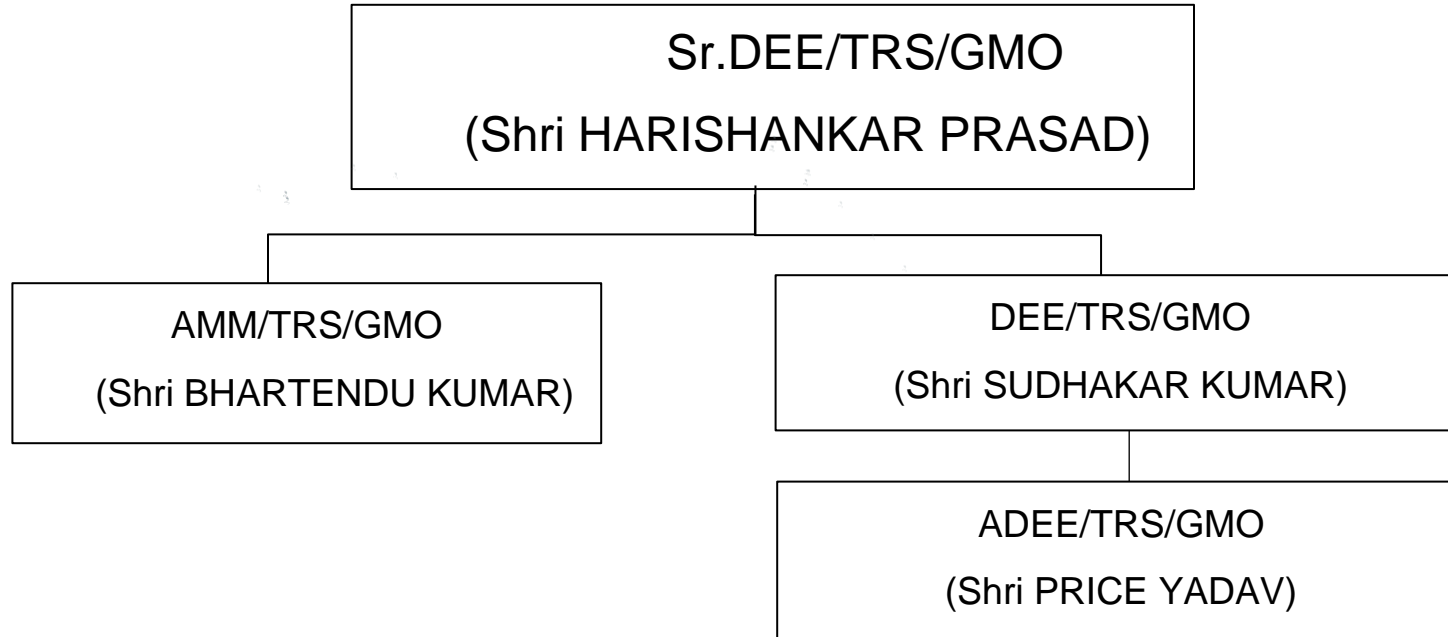 Sr.DEE/TRS/GMO
(Shri HARISHANKAR PRASAD)
AMM/TRS/GMO
(Shri BHARTENDU KUMAR)
DEE/TRS/GMO
(Shri SUDHAKAR KUMAR)
ADEE/TRS/GMO
(Shri PRICE YADAV)